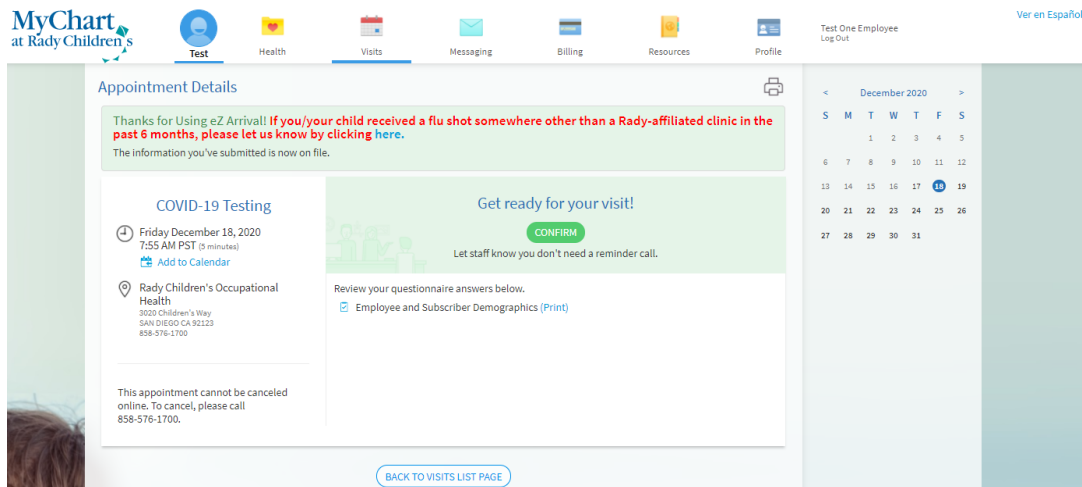 MyChart
at Rady Children's
Test
Health
Visits
Messaging
Billing
Resources
Profile
Test One Employee
Log Out
Ver en Español
Appointment Details
Thanks for Using eZ Arrival! If you/your child received a flu shot somewhere other than a Rady-affiliated clinic in the
past 6 months, please let us know by clicking here.
The information you've submitted is now on file.
COVID-19 Testing
Friday December 18, 2020
7:55 AM PST (5 minutes)
Add to Calendar
Rady Children's Occupational
Health
3020 Children's Way
SAN DIEGO CA 92123
858-576-1700
This appointment cannot be canceled
online. To cancel, please call
858-576-1700.
Get ready for your visit!
CONFIRM
Let staff know you don't need a reminder call.
Review your questionnaire answers below.
Employee and Subscriber Demographics (Print)
BACK TO VISITS LIST PAGE
< December 2020 >
S M T W T F S
1 2 3 4 5
6 7 8 9 10 11 12
13 14 15 16 17 18 19
20 21 22 23 24 25 26
27 28 29 30 31